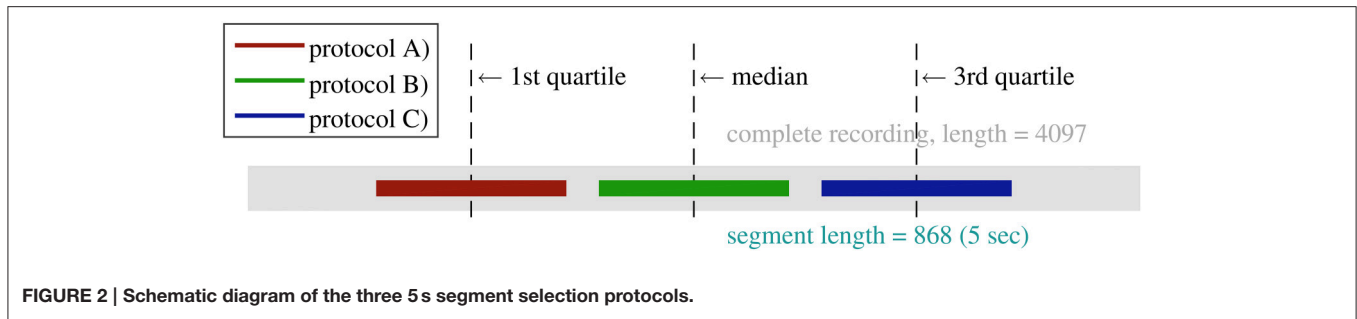 protocol A)
protocol B)
protocol C)
← 1st quartile
← median
← 3rd quartile
complete recording, length = 4097
segment length = 868 (5 sec)
FIGURE 2 | Schematic diagram of the three 5 s segment selection protocols.